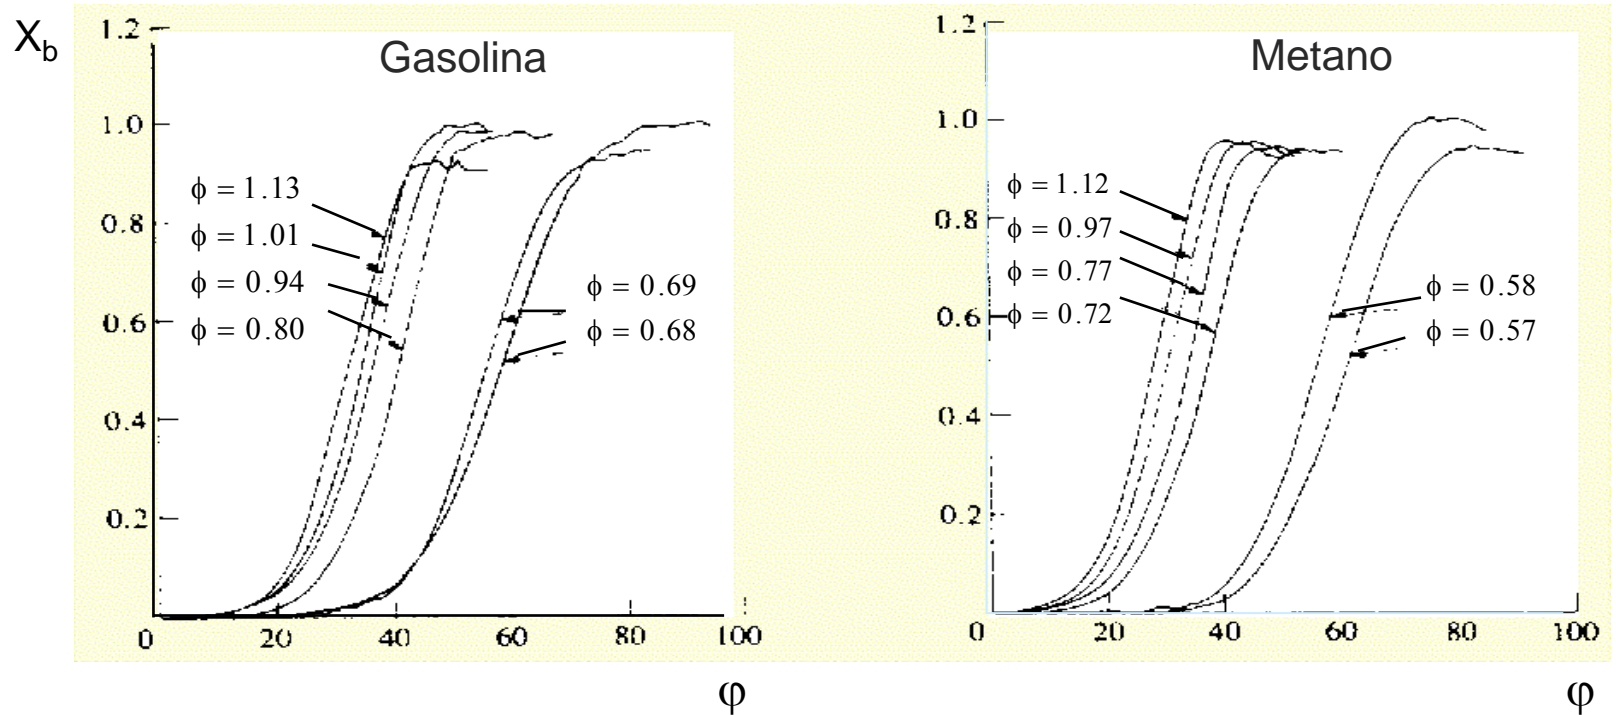 X_b
Gasolina
1.2
1.0
0.8
0.6
0.4
0.2
0 20 40 60 80 100
ϕ = 1.13
ϕ = 1.01
ϕ = 0.94
ϕ = 0.80
ϕ = 0.69
ϕ = 0.68
φ
Metano
1.2
1.0
0.8
0.6
0.4
0.2
0 20 40 60 80 100
ϕ = 1.12
ϕ = 0.97
ϕ = 0.77
ϕ = 0.72
ϕ = 0.58
ϕ = 0.57
φ